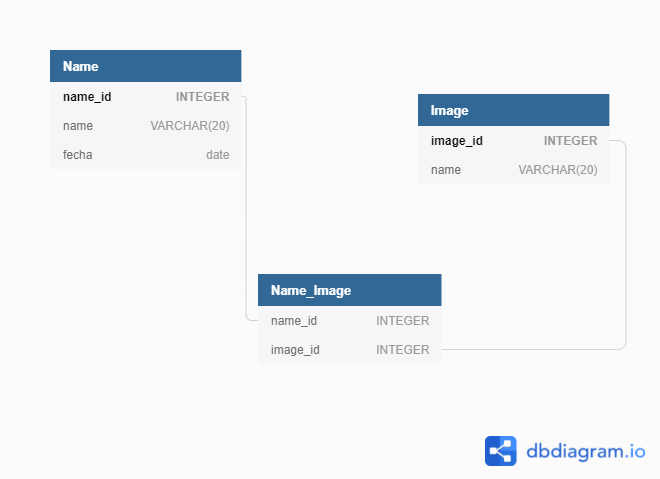 Name
name_id INTEGER
name VARCHAR(20)
fecha date
Image
image_id INTEGER
name VARCHAR(20)
Name_Image
name_id INTEGER
image_id INTEGER
dbdiagram.io